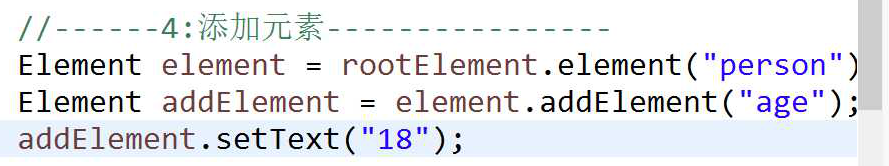 //------4:添加元素----------------
Element element = rootElement.element("person")
Element addElement = element.addElement("age");
addElement.setText("18");